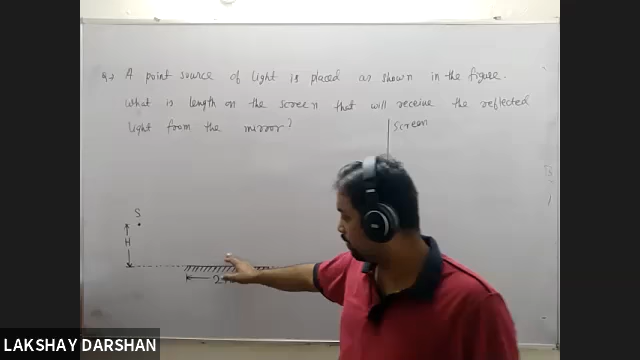 Q→ A point source of light is placed as shown in the figure.
What is length on the screen that will receive the reflected
light from the mirror?
Screen
S
H
LAKSHAY DARSHAN